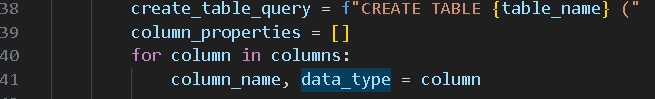 38 create_table_query = f"CREATE TABLE {table_name} ("
39 column_properties = []
40 for column in columns:
41 column_name, data_type = column